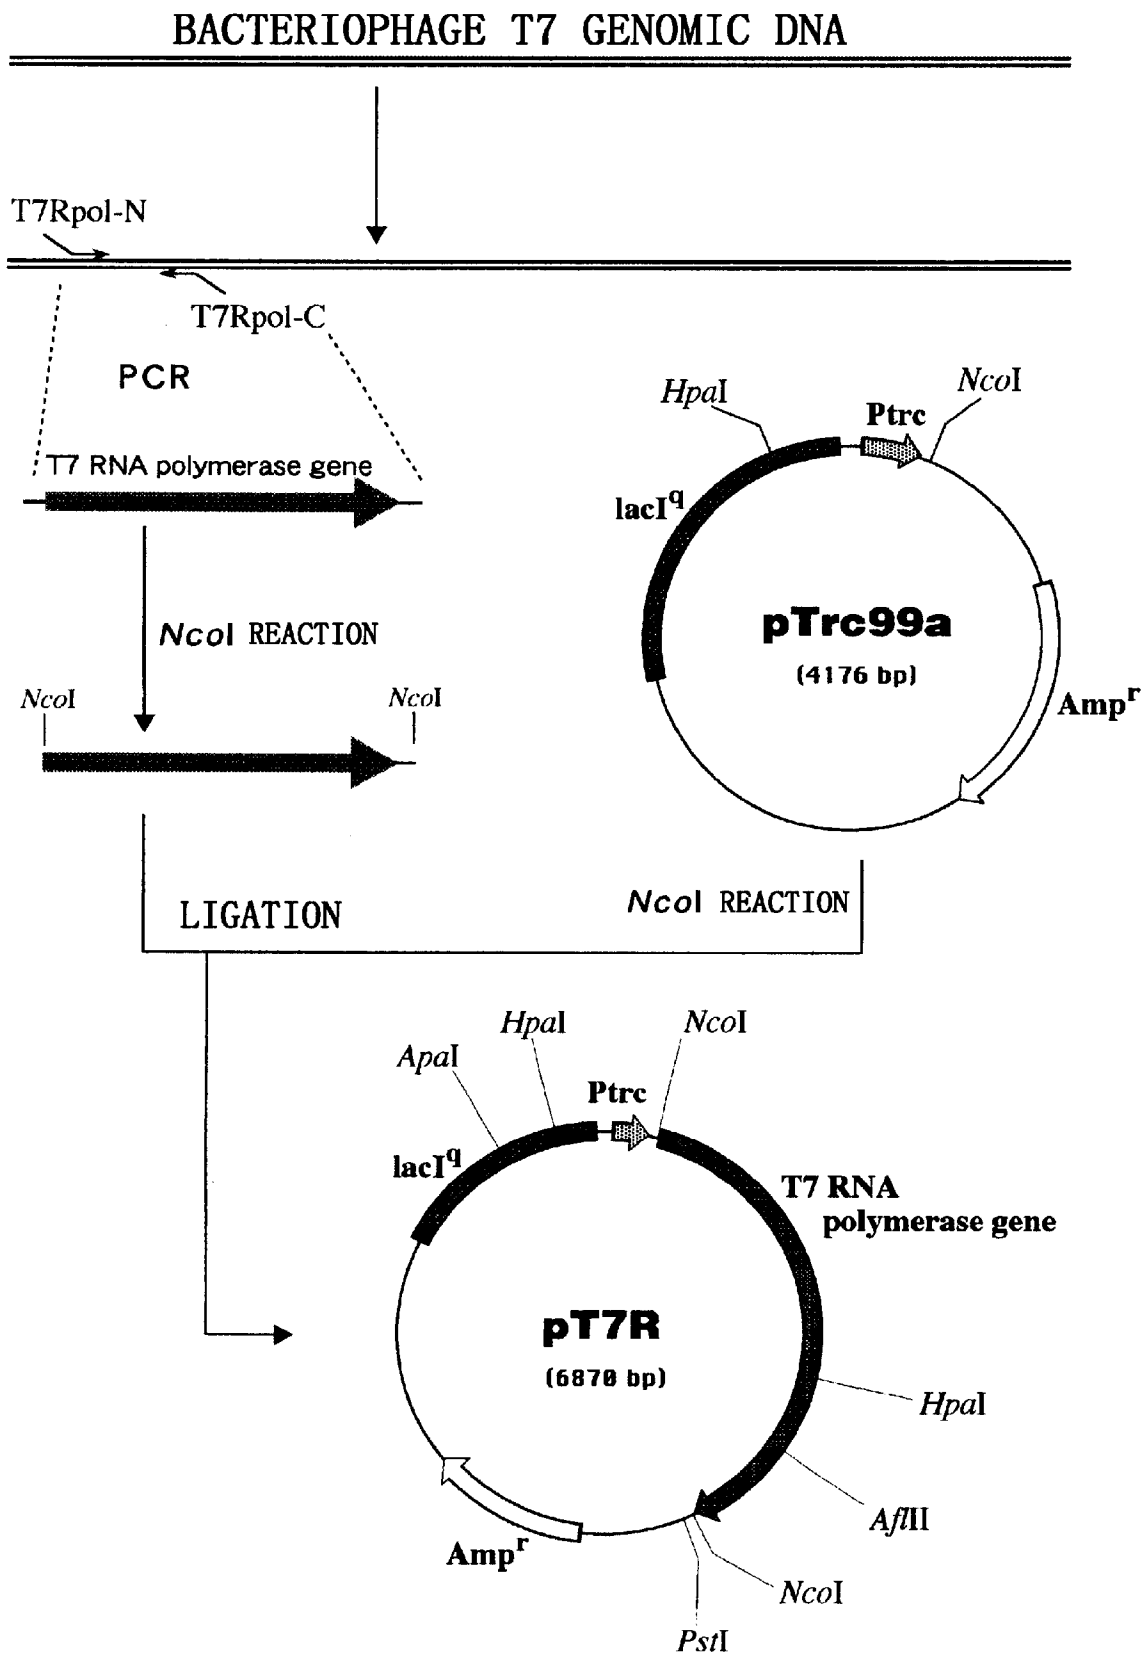 BACTERIOPHAGE T7 GENOMIC DNA
T7Rpol-N
T7Rpol-C
PCR
T7 RNA polymerase gene
NcoI REACTION
NcoI
NcoI
HpaI
Ptrc
NcoI
lacIq
pTrc99a
(4176 bp)
Ampr
LIGATION
NcoI REACTION
HpaI
NcoI
ApaI
Ptrc
lacIq
T7 RNA
polymerase gene
pT7R
(6870 bp)
HpaI
AflII
Ampr
NcoI
PstI